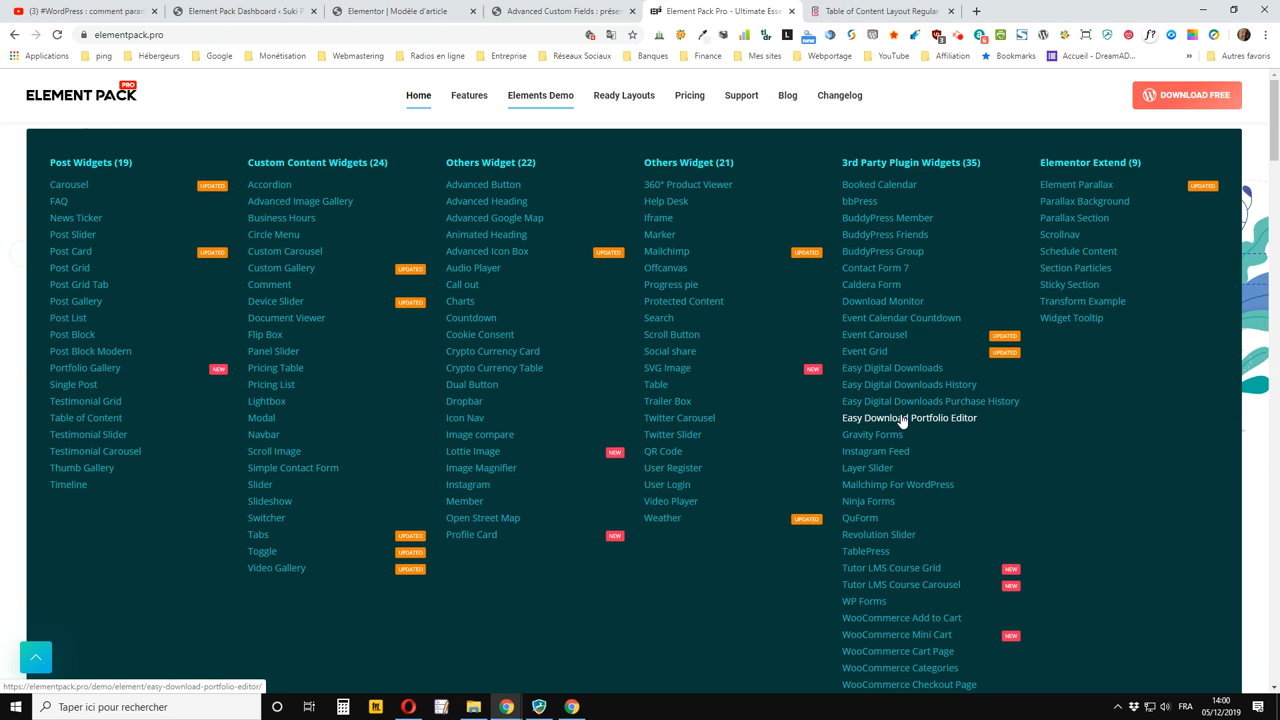 (3) #WordPress : comment par
Advanced Dashboard ‹ Suki F
Elementor | Modèle d'article
Advanced Custom Fields : prése
Element Pack Pro - Essential
Table of Content - Element Pac
elementpack.pro
Applications
ping
Hébergeurs
Google
Monétisation
Webmastering
Radios en ligne
Entreprise
Réseaux Sociaux
Banques
Finance
Mes sites
Webportage
YouTube
Affiliation
Bookmarks
Accueil - DreamAD...
»
Autres favoris
ELEMENT PACK PRO
Home
Features
Elements Demo
Ready Layouts
Pricing
Support
Blog
Changelog
DOWNLOAD FREE
Post Widgets (19)
Carousel UPDATED
FAQ
News Ticker
Post Slider
Post Card UPDATED
Post Grid
Post Grid Tab
Post Gallery
Post List
Post Block
Post Block Modern
Portfolio Gallery NEW
Single Post
Testimonial Grid
Table of Content
Testimonial Slider
Testimonial Carousel
Thumb Gallery
Timeline
Custom Content Widgets (24)
Accordion
Advanced Image Gallery
Business Hours
Circle Menu
Custom Carousel
Custom Gallery UPDATED
Comment
Device Slider UPDATED
Document Viewer
Flip Box
Panel Slider
Pricing Table
Pricing List
Lightbox
Modal
Navbar
Scroll Image
Simple Contact Form
Slider
Slideshow
Switcher
Tabs UPDATED
Toggle UPDATED
Video Gallery UPDATED
Others Widget (22)
Advanced Button
Advanced Heading
Advanced Google Map
Animated Heading
Advanced Icon Box UPDATED
Audio Player
Call out
Charts
Countdown
Cookie Consent
Crypto Currency Card
Crypto Currency Table
Dual Button
Dropbar
Icon Nav
Image compare
Lottie Image NEW
Image Magnifier
Instagram
Member
Open Street Map
Profile Card NEW
Others Widget (21)
360° Product Viewer
Help Desk
Iframe
Marker
Mailchimp UPDATED
Offcanvas
Progress pie
Protected Content
Search
Scroll Button
Social share
SVG Image NEW
Table
Trailer Box
Twitter Carousel
Twitter Slider
QR Code
User Register
User Login
Video Player
Weather UPDATED
3rd Party Plugin Widgets (35)
Booked Calendar
bbPress
BuddyPress Member
BuddyPress Friends
BuddyPress Group
Contact Form 7
Caldera Form
Download Monitor
Event Calendar Countdown
Event Carousel UPDATED
Event Grid UPDATED
Easy Digital Downloads
Easy Digital Downloads History
Easy Digital Downloads Purchase History
Easy Download Portfolio Editor
Gravity Forms
Instagram Feed
Layer Slider
Mailchimp For WordPress
Ninja Forms
QuForm
Revolution Slider
TablePress
Tutor LMS Course Grid NEW
Tutor LMS Course Carousel NEW
WP Forms
WooCommerce Add to Cart
WooCommerce Mini Cart NEW
WooCommerce Cart Page
WooCommerce Categories
WooCommerce Checkout Page
Elementor Extend (9)
Element Parallax UPDATED
Parallax Background
Parallax Section
Scrollnav
Schedule Content
Section Particles
Sticky Section
Transform Example
Widget Tooltip
https://elementpack.pro/demo/element/easy-download-portfolio-editor/
Taper ici pour rechercher
FRA
14:00
05/12/2019